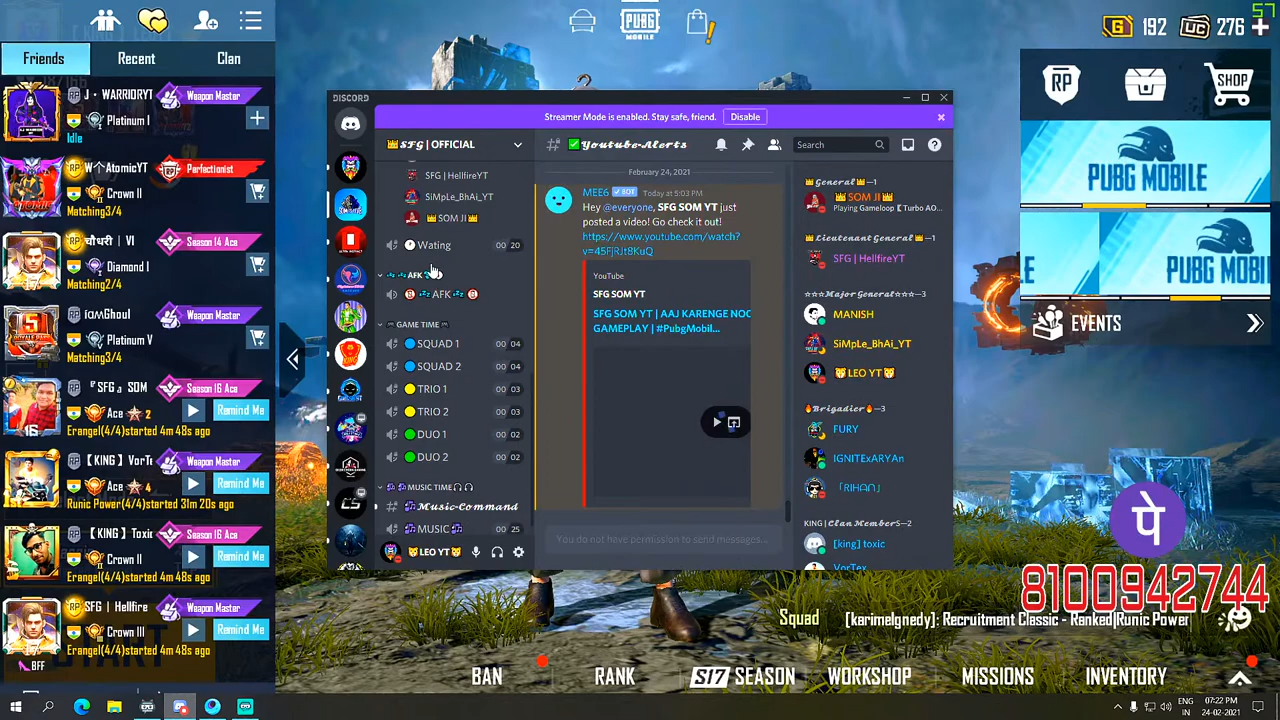 57
192
276
PUBG
MOBILE
Friends
Recent
Clan
Weapon Master
Platinum I
Idle
AtomicYT
Perfectionist
Crown II
Matching3/4
चौधरी | VI
Season 14 Ace
Diamond I
Matching2/4
iamGhoul
Platinum V
Matching3/4
『SFG』SOM
Season 16 Ace
Ace ★ 2
Remind Me
Erangel(4/4)started 4m 48s ago
【KING】VorTe
Weapon Master
Ace ★ 4
Remind Me
Runic Power(4/4)started 31m 20s ago
【KING】Toxic
Season 16 Ace
Crown II
Remind Me
Erangel(4/4)started 4m 48s ago
SFG | Hellfire
Weapon Master
Crown III
Remind Me
Erangel(4/4)started 4m 48s ago
BFF
DISCORD
Streamer Mode is enabled. Stay safe, friend.
Disable
SFG | OFFICIAL
Youtube-Alerts
Search
SFG | HellfireYT
SiMpLe_BhAi_YT
SOM JI
Wating 00 20
AFK
AFK
GAME TIME
SQUAD 1 00 04
SQUAD 2 00 04
TRIO 1 00 03
TRIO 2 00 03
DUO 1 00 02
DUO 2 00 02
MUSIC TIME
Music-Command
MUSIC 00 25
LEO YT
February 24, 2021
MEE6 BOT Today at 5:03 PM
Hey @everyone, SFG SOM YT just
posted a video! Go check it out!
https://www.youtube.com/watch?
v=45FjRJt8KuQ
YouTube
SFG SOM YT
SFG SOM YT | AAJ KARENGE NOO
GAMEPLAY | #PubgMobil...
You do not have permission to send messages...
General—1
SOM JI
Playing Gameloop【Turbo AO...
Lieutenant General—1
SFG | HellfireYT
☆☆☆Major General—3
MANISH
SiMpLe_BhAi_YT
LEO YT
Brigadier—3
FURY
IGNITExARYAn
「RIHAN」
KING | Clan MemberS—2
[king] toxic
VorTex
RP
SHOP
PUBG MOBILE
PUBG MOBI
EVENTS
पे
8100942744
Squad
[karimelgnedy]: Recruitment Classic - Ranked|Runic Power
BAN
RANK
S17 SEASON
WORKSHOP
MISSIONS
INVENTORY
ENG
IN
07:22 PM
24-02-2021